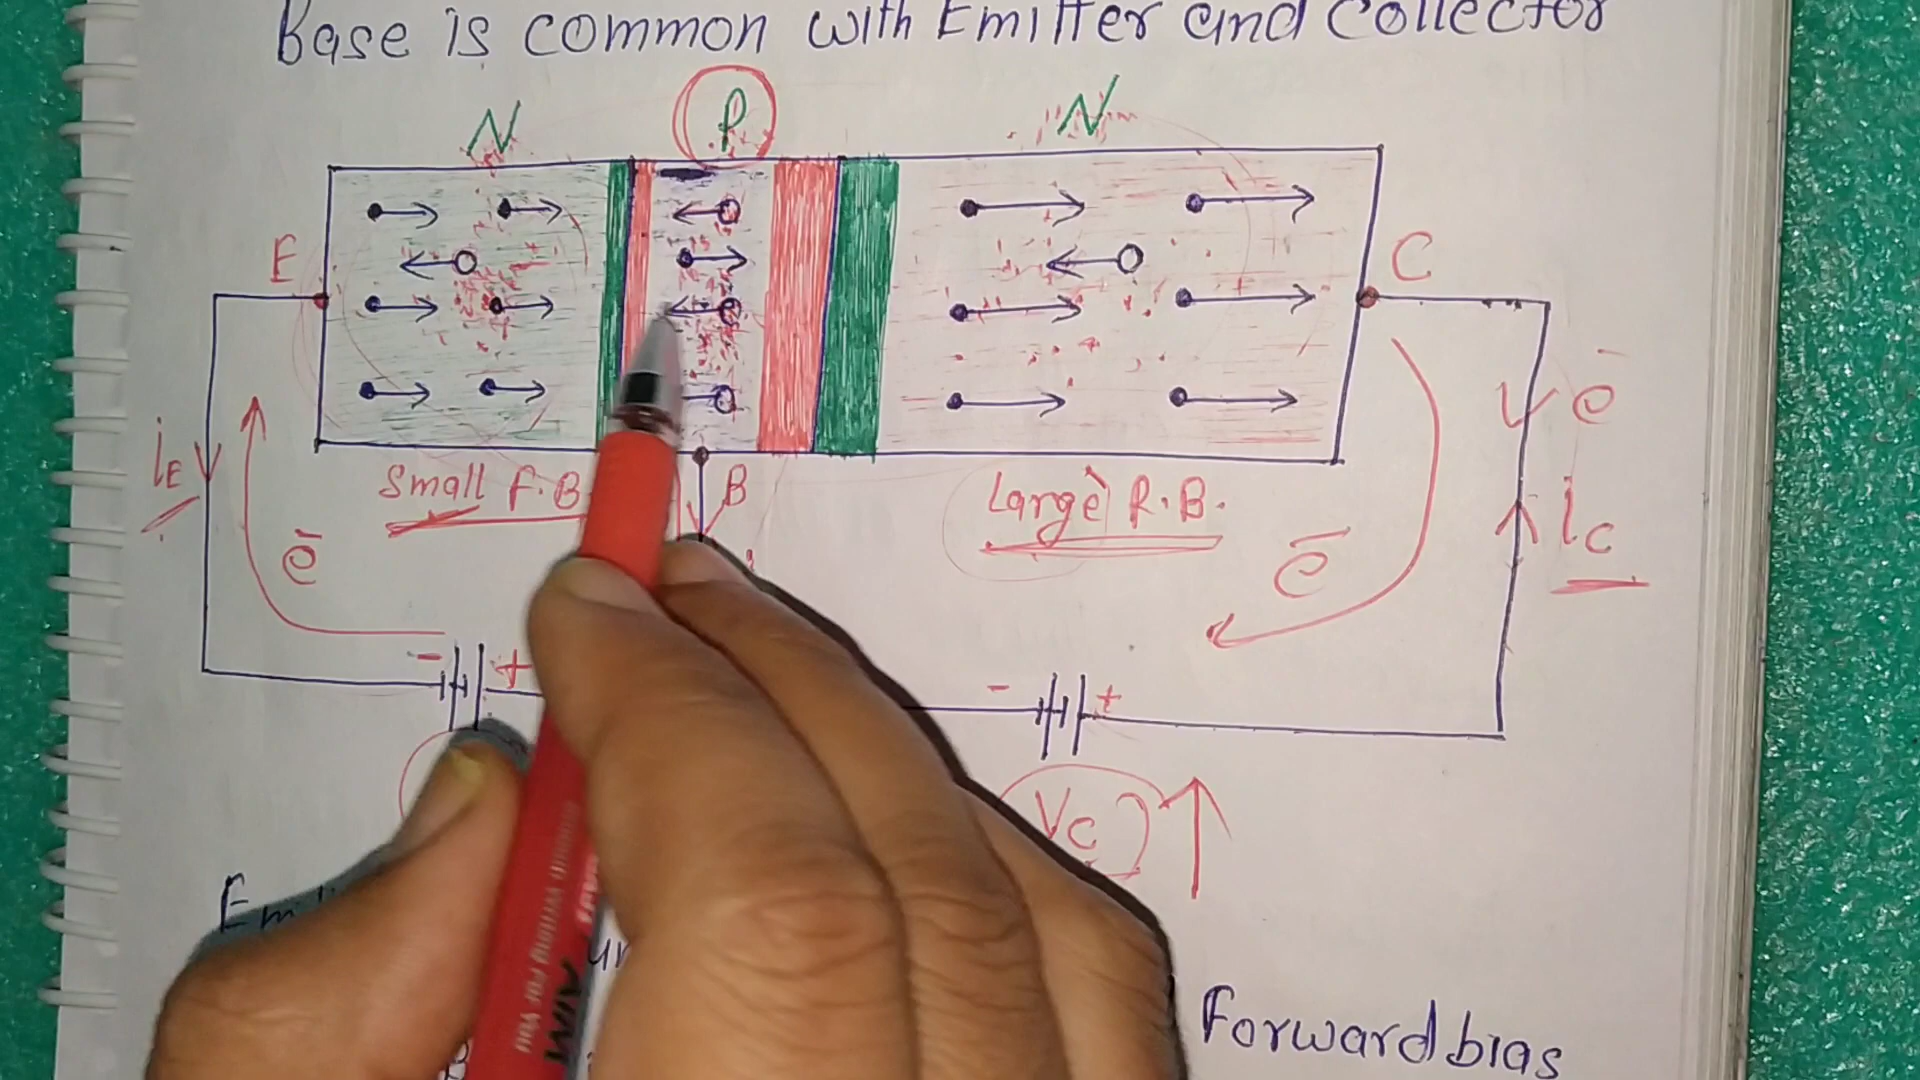 Base is common with Emitter and Collector
N P N
E C
iE ē ē iC
Small F.B B Large R.B.
ē
- + - +
VC
Forward bias